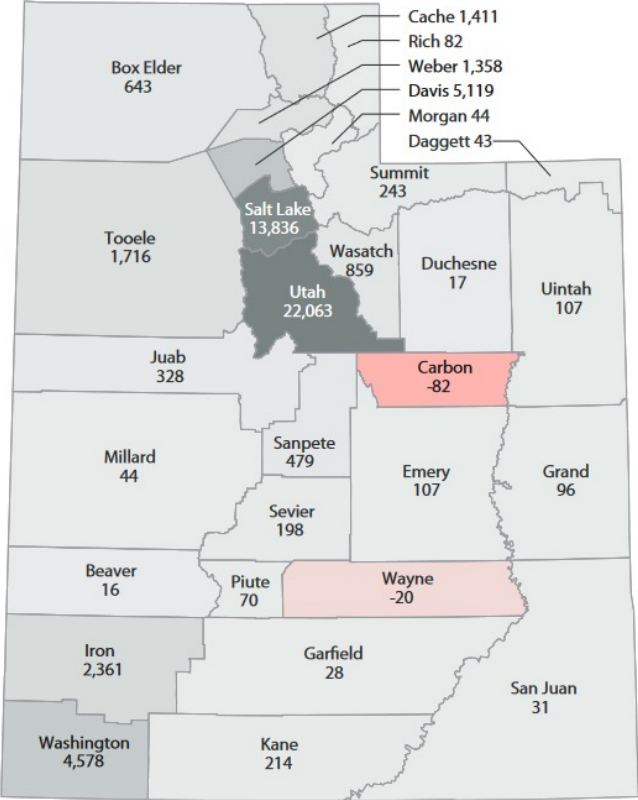 Cache 1,411
Rich 82
Weber 1,358
Davis 5,119
Morgan 44
Daggett 43
Box Elder
643
Summit
243
Salt Lake
13,836
Tooele
1,716
Wasatch
859
Duchesne
17
Uintah
107
Utah
22,063
Juab
328
Carbon
-82
Millard
44
Sanpete
479
Emery
107
Grand
96
Sevier
198
Beaver
16
Piute
70
Wayne
-20
Iron
2,361
Garfield
28
San Juan
31
Washington
4,578
Kane
214